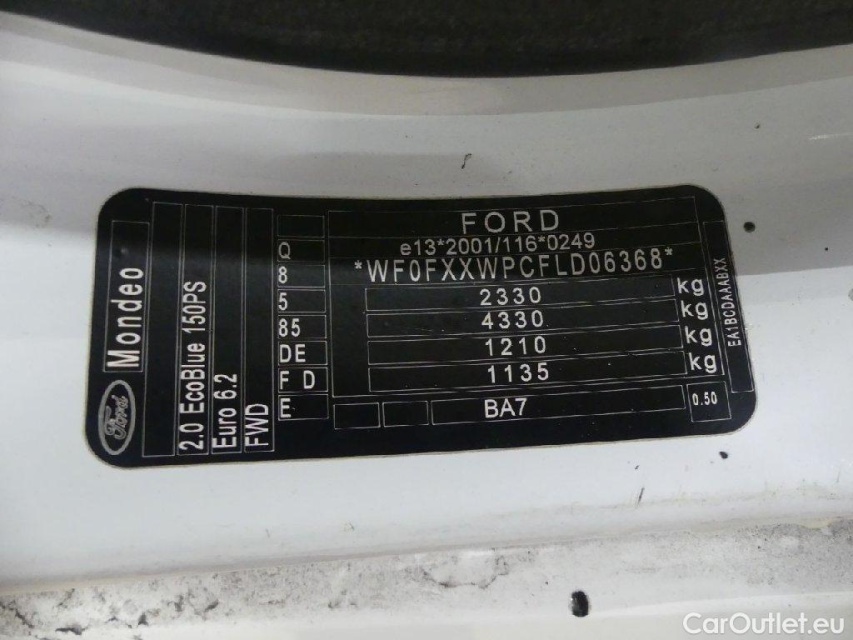 FORD
e13*2001/116*0249
*WF0FXXWPCFLD06368*
2330 kg
4330 kg
1210 kg
1135 kg
BA7
0.50
Q
8
5
85
DE
F D
E
Ford
Mondeo
2.0 EcoBlue 150PS
Euro 6.2
FWD
EA1BCDAAABXX
CarOutlet.eu